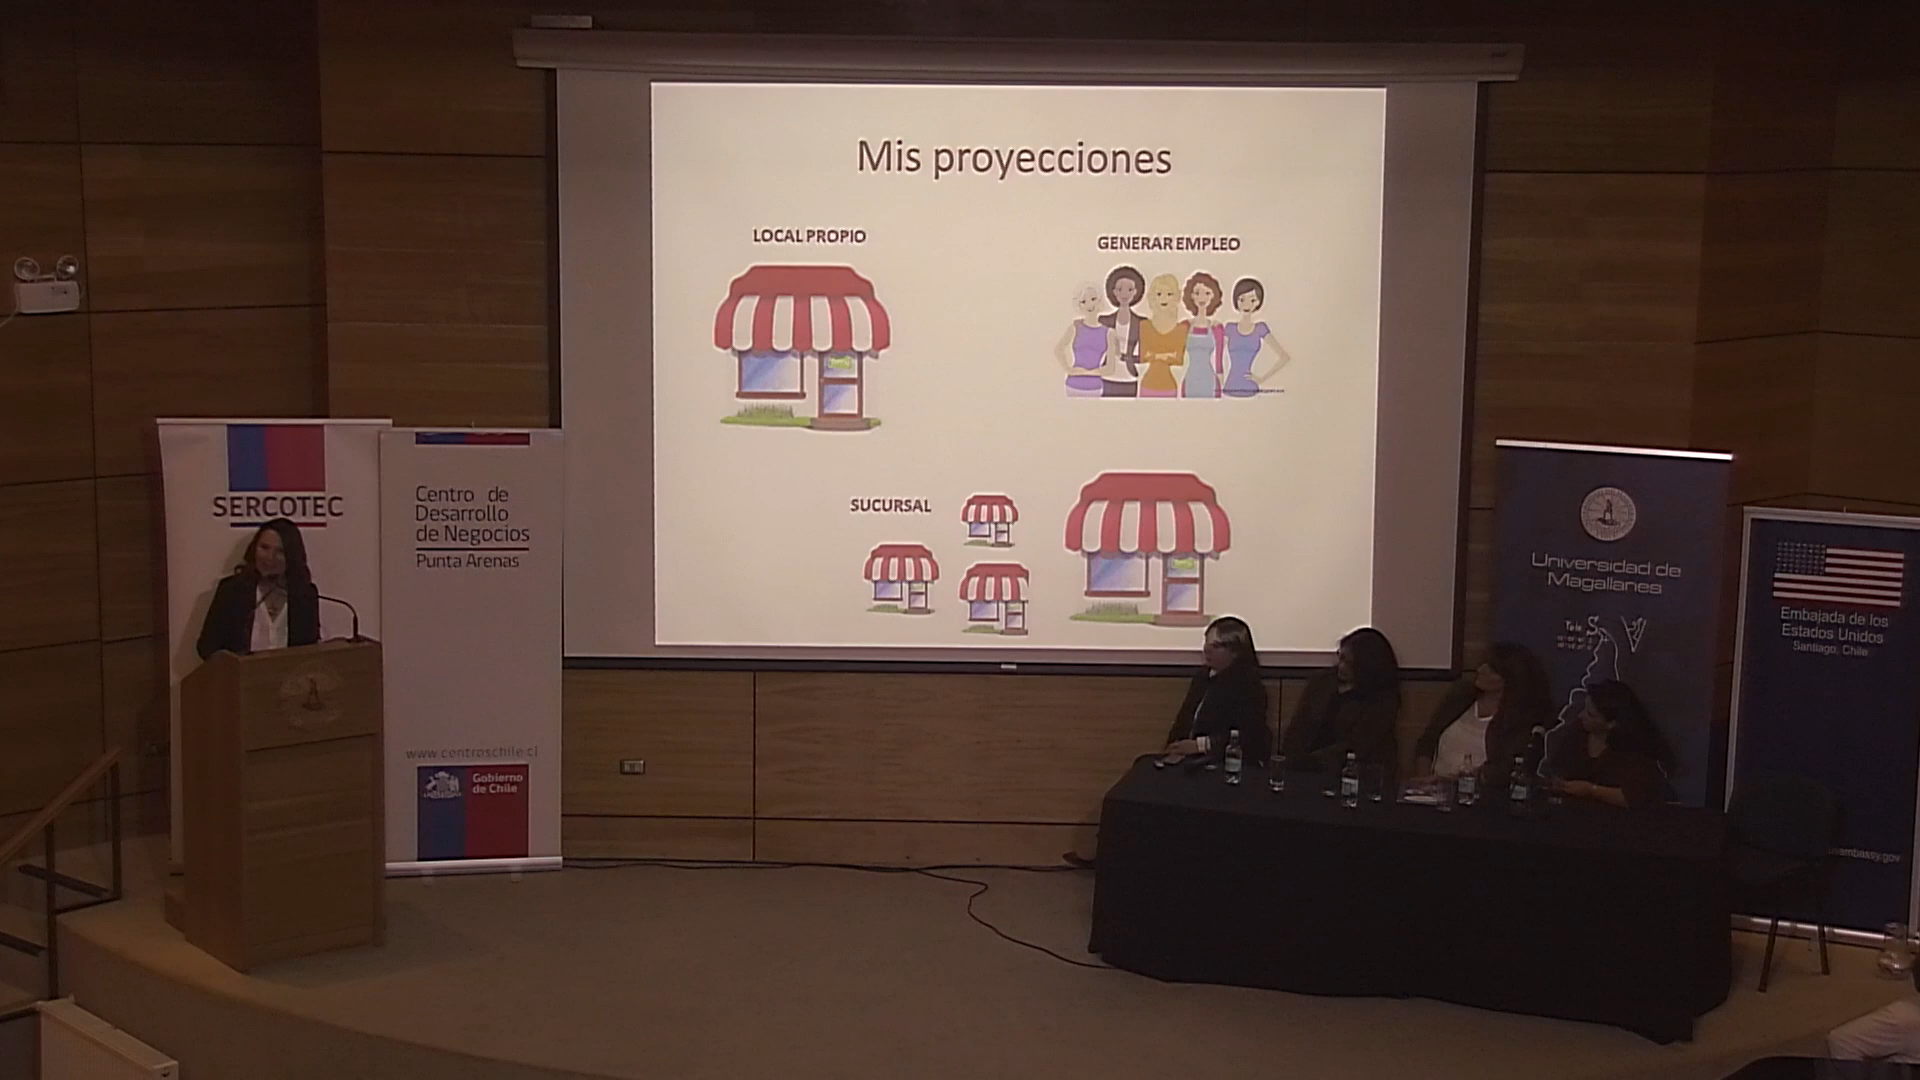 Mis proyecciones
LOCAL PROPIO
GENERAR EMPLEO
SUCURSAL
SERCOTEC
Centro de
Desarrollo
de Negocios
Punta Arenas
www.centroschile.cl
Gobierno
de Chile
Universidad de
Magallanes
Embajada de los
Estados Unidos
Santiago, Chile